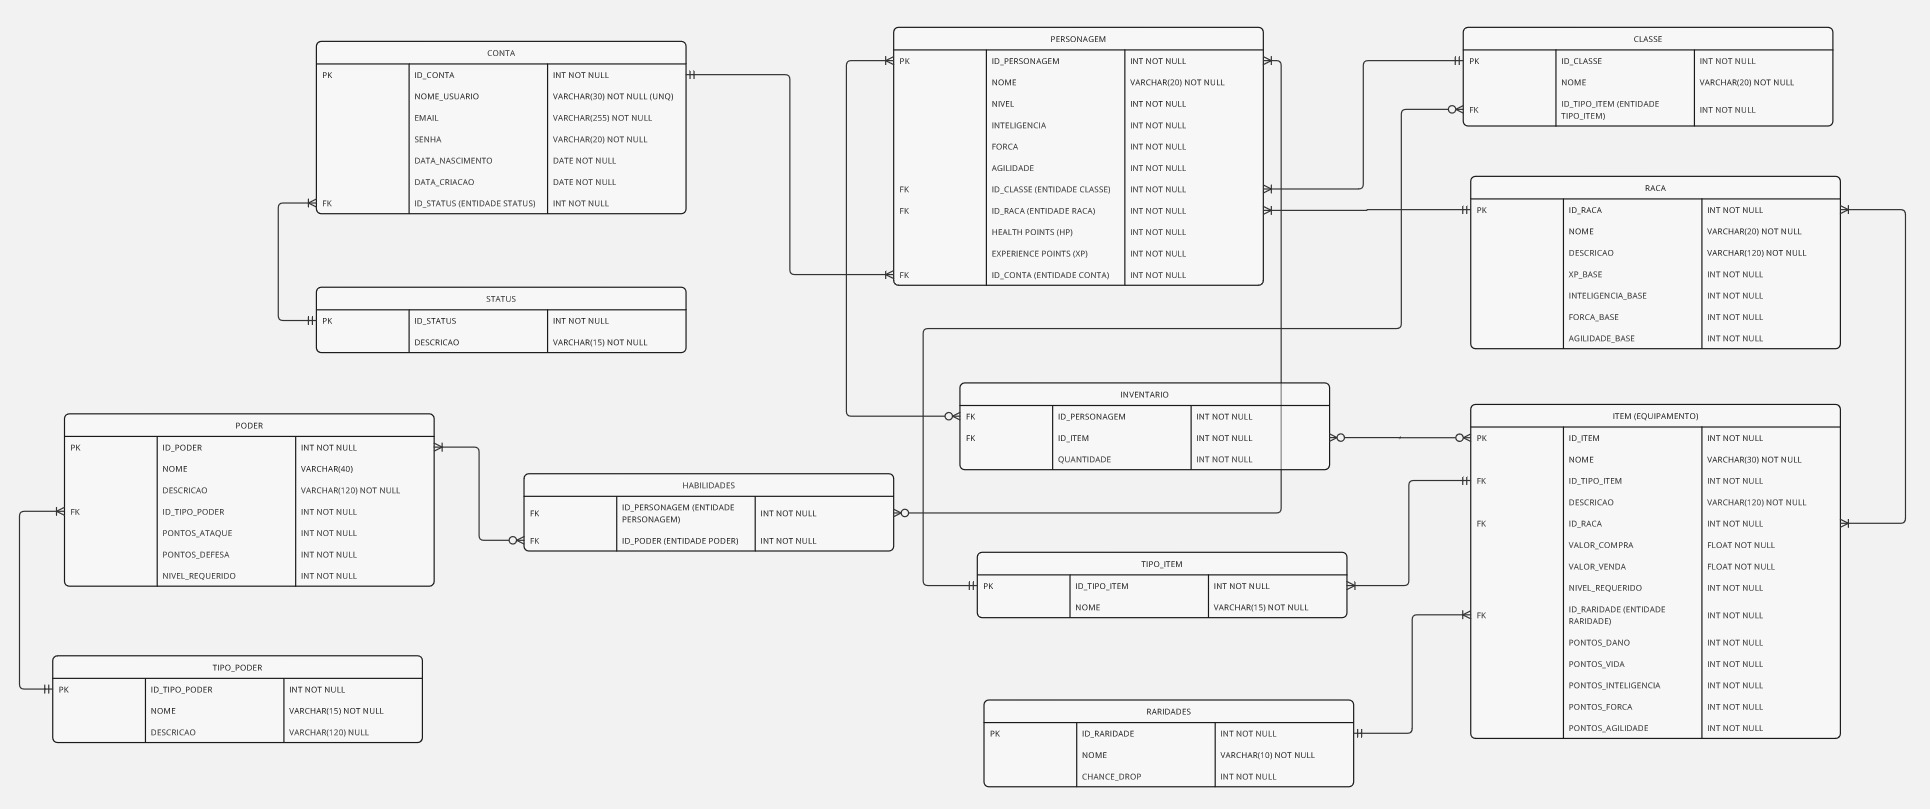 CONTA
PK ID_CONTA INT NOT NULL
NOME_USUARIO VARCHAR(30) NOT NULL (UNQ)
EMAIL VARCHAR(255) NOT NULL
SENHA VARCHAR(20) NOT NULL
DATA_NASCIMENTO DATE NOT NULL
DATA_CRIACAO DATE NOT NULL
FK ID_STATUS (ENTIDADE STATUS) INT NOT NULL
STATUS
PK ID_STATUS INT NOT NULL
DESCRICAO VARCHAR(15) NOT NULL
PERSONAGEM
PK ID_PERSONAGEM INT NOT NULL
NOME VARCHAR(20) NOT NULL
NIVEL INT NOT NULL
INTELIGENCIA INT NOT NULL
FORCA INT NOT NULL
AGILIDADE INT NOT NULL
FK ID_CLASSE (ENTIDADE CLASSE) INT NOT NULL
FK ID_RACA (ENTIDADE RACA) INT NOT NULL
HEALTH POINTS (HP) INT NOT NULL
EXPERIENCE POINTS (XP) INT NOT NULL
FK ID_CONTA (ENTIDADE CONTA) INT NOT NULL
CLASSE
PK ID_CLASSE INT NOT NULL
NOME VARCHAR(20) NOT NULL
FK ID_TIPO_ITEM (ENTIDADE
TIPO_ITEM) INT NOT NULL
RACA
PK ID_RACA INT NOT NULL
NOME VARCHAR(20) NOT NULL
DESCRICAO VARCHAR(120) NOT NULL
XP_BASE INT NOT NULL
INTELIGENCIA_BASE INT NOT NULL
FORCA_BASE INT NOT NULL
AGILIDADE_BASE INT NOT NULL
PODER
PK ID_PODER INT NOT NULL
NOME VARCHAR(40)
DESCRICAO VARCHAR(120) NOT NULL
FK ID_TIPO_PODER INT NOT NULL
PONTOS_ATAQUE INT NOT NULL
PONTOS_DEFESA INT NOT NULL
NIVEL_REQUERIDO INT NOT NULL
HABILIDADES
FK ID_PERSONAGEM (ENTIDADE
PERSONAGEM) INT NOT NULL
FK ID_PODER (ENTIDADE PODER) INT NOT NULL
INVENTARIO
FK ID_PERSONAGEM INT NOT NULL
FK ID_ITEM INT NOT NULL
QUANTIDADE INT NOT NULL
ITEM (EQUIPAMENTO)
PK ID_ITEM INT NOT NULL
NOME VARCHAR(30) NOT NULL
FK ID_TIPO_ITEM INT NOT NULL
DESCRICAO VARCHAR(120) NOT NULL
FK ID_RACA INT NOT NULL
VALOR_COMPRA FLOAT NOT NULL
VALOR_VENDA FLOAT NOT NULL
NIVEL_REQUERIDO INT NOT NULL
FK ID_RARIDADE (ENTIDADE
RARIDADE) INT NOT NULL
PONTOS_DANO INT NOT NULL
PONTOS_VIDA INT NOT NULL
PONTOS_INTELIGENCIA INT NOT NULL
PONTOS_FORCA INT NOT NULL
PONTOS_AGILIDADE INT NOT NULL
TIPO_ITEM
PK ID_TIPO_ITEM INT NOT NULL
NOME VARCHAR(15) NOT NULL
TIPO_PODER
PK ID_TIPO_PODER INT NOT NULL
NOME VARCHAR(15) NOT NULL
DESCRICAO VARCHAR(120) NULL
RARIDADES
PK ID_RARIDADE INT NOT NULL
NOME VARCHAR(10) NOT NULL
CHANCE_DROP INT NOT NULL